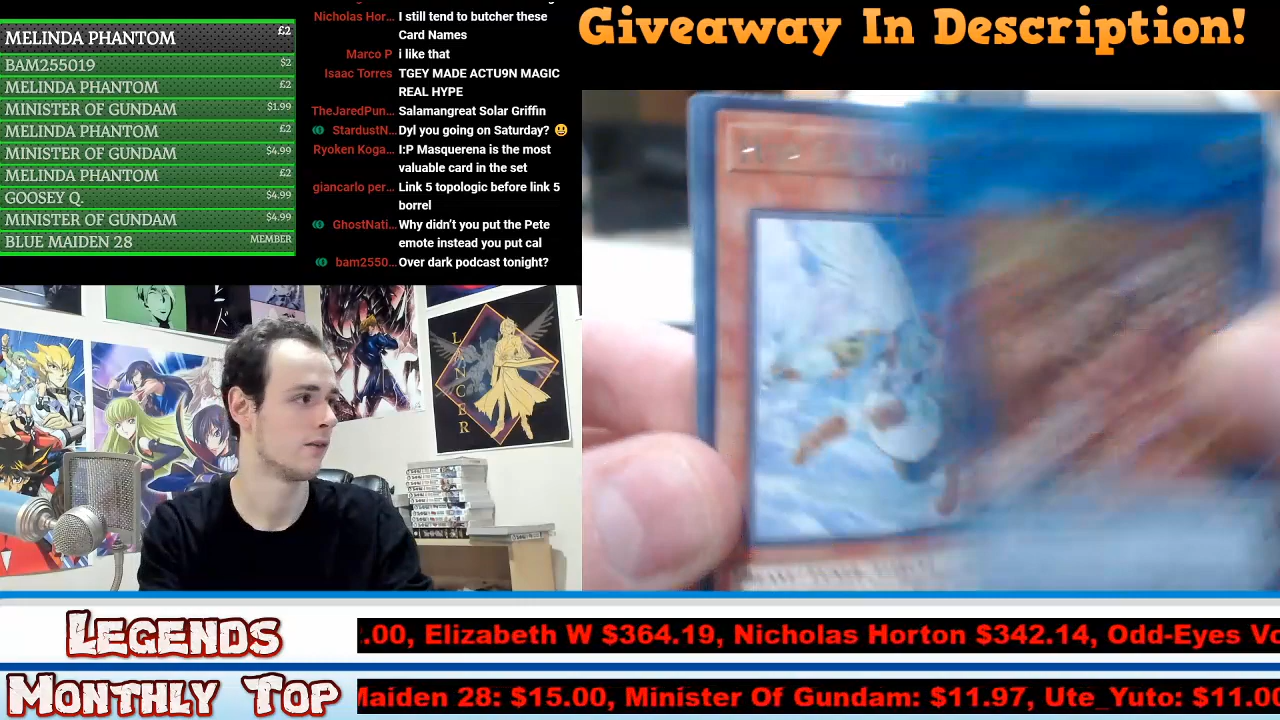 MELINDA PHANTOM £2
BAM255019 $2
MELINDA PHANTOM £2
MINISTER OF GUNDAM $1.99
MELINDA PHANTOM £2
MINISTER OF GUNDAM $4.99
MELINDA PHANTOM £2
GOOSEY Q. $4.99
MINISTER OF GUNDAM $4.99
BLUE MAIDEN 28 MEMBER
Nicholas Hor... I still tend to butcher these
Card Names
Marco P i like that
Isaac Torres TGEY MADE ACTU9N MAGIC
REAL HYPE
TheJaredPun... Salamangreat Solar Griffin
StardustN... Dyl you going on Saturday? 😃
Ryoken Koga... I:P Masquerena is the most
valuable card in the set
giancarlo per... Link 5 topologic before link 5
borrel
GhostNati... Why didn't you put the Pete
emote instead you put cal
bam2550... Over dark podcast tonight?
Giveaway In Description!
LANCER
Legends
.00, Elizabeth W $364.19, Nicholas Horton $342.14, Odd-Eyes Vo
Monthly Top
Maiden 28: $15.00, Minister Of Gundam: $11.97, Ute_Yuto: $11.00